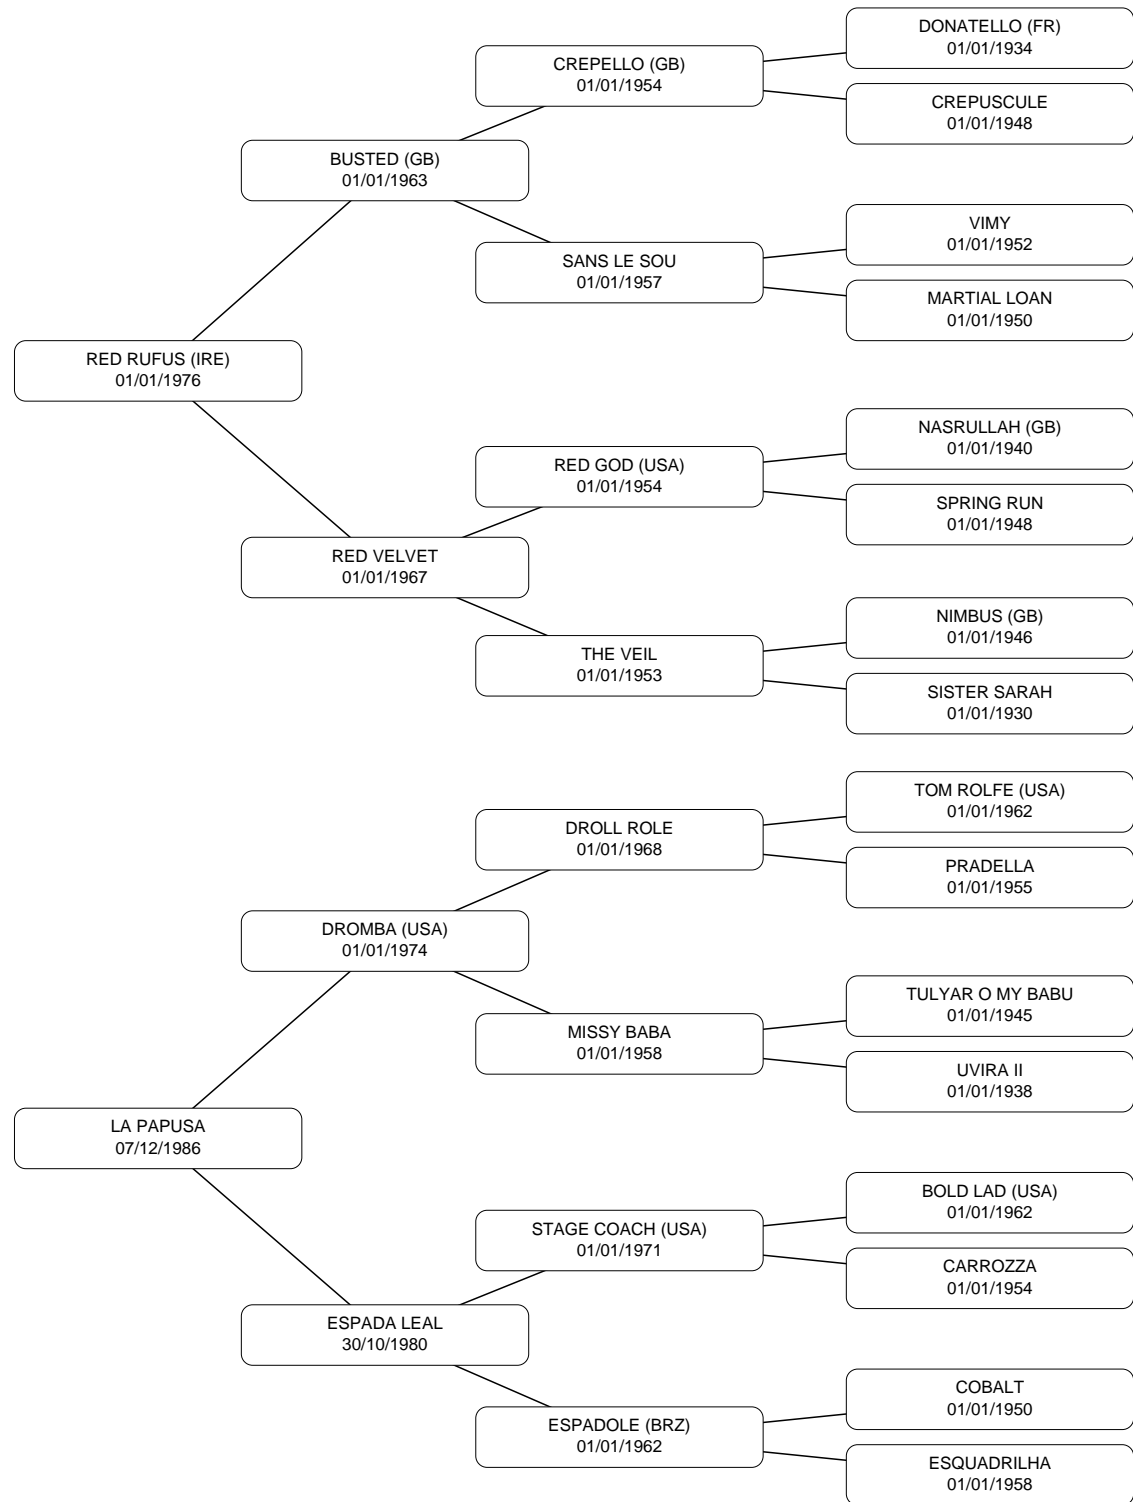 DONATELLO (FR)
01/01/1934
CREPELLO (GB)
01/01/1954
CREPUSCULE
01/01/1948
BUSTED (GB)
01/01/1963
VIMY
01/01/1952
SANS LE SOU
01/01/1957
MARTIAL LOAN
01/01/1950
RED RUFUS (IRE)
01/01/1976
NASRULLAH (GB)
01/01/1940
RED GOD (USA)
01/01/1954
SPRING RUN
01/01/1948
RED VELVET
01/01/1967
NIMBUS (GB)
01/01/1946
THE VEIL
01/01/1953
SISTER SARAH
01/01/1930
TOM ROLFE (USA)
01/01/1962
DROLL ROLE
01/01/1968
PRADELLA
01/01/1955
DROMBA (USA)
01/01/1974
TULYAR O MY BABU
01/01/1945
MISSY BABA
01/01/1958
UVIRA II
01/01/1938
LA PAPUSA
07/12/1986
BOLD LAD (USA)
01/01/1962
STAGE COACH (USA)
01/01/1971
CARROZZA
01/01/1954
ESPADA LEAL
30/10/1980
COBALT
01/01/1950
ESPADOLE (BRZ)
01/01/1962
ESQUADRILHA
01/01/1958